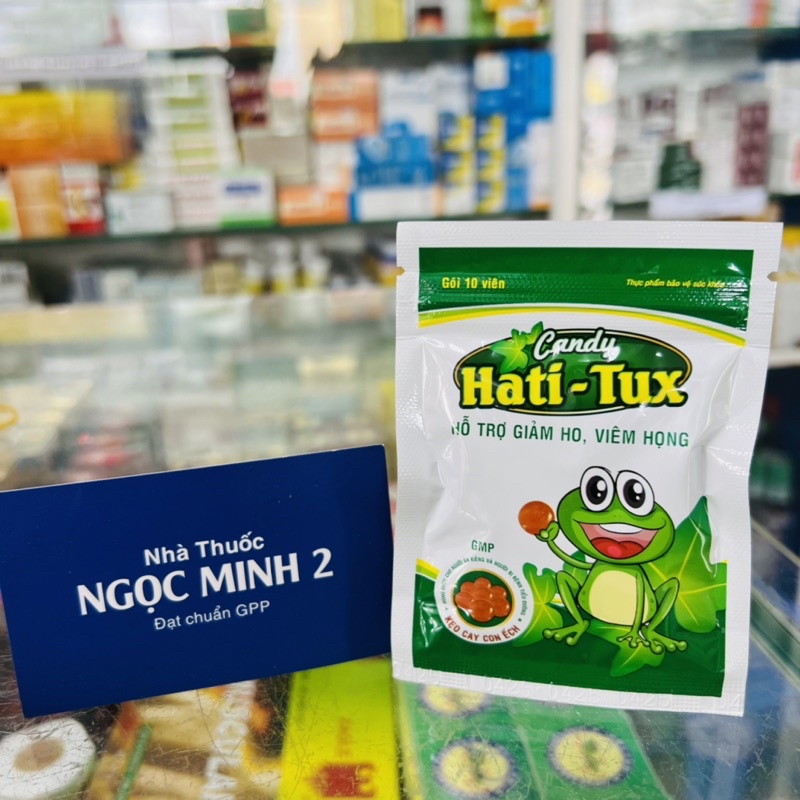 Gói 10 viên
Thực phẩm bảo vệ sức khỏe
Candy
Hati-Tux
HỖ TRỢ GIẢM HO, VIÊM HỌNG
GMP
KẸO CAY CON ẾCH
Nhà Thuốc
NGỌC MINH 2
Đạt chuẩn GPP